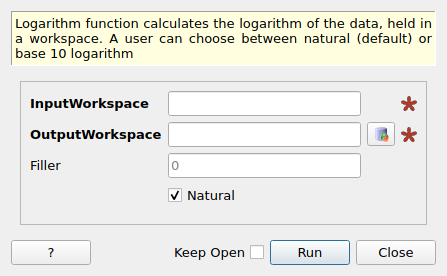 Logarithm function calculates the logarithm of the data, held in
a workspace. A user can choose between natural (default) or
base 10 logarithm
InputWorkspace
OutputWorkspace
Filler 0
Natural
? Keep Open Run Close